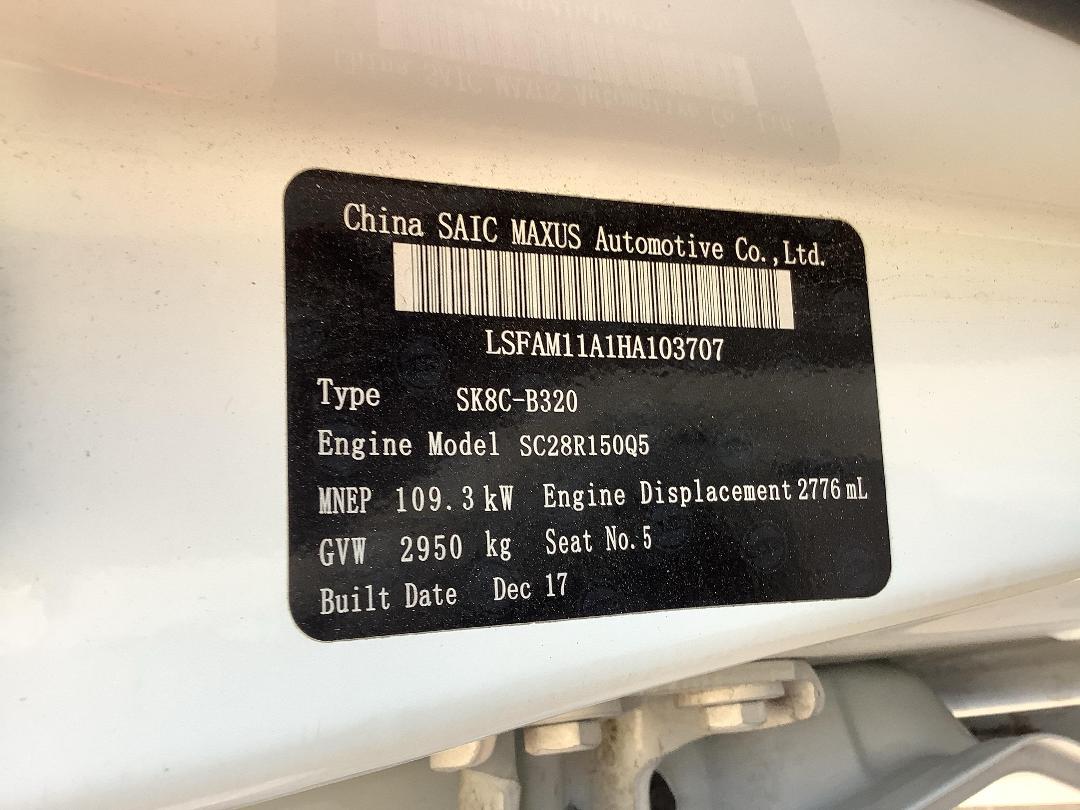 China SAIC MAXUS Automotive Co.,Ltd.
LSFAM11A1HA103707
Type SK8C-B320
Engine Model SC28R150Q5
MNEP 109.3 kW Engine Displacement 2776 mL
GVW 2950 kg Seat No. 5
Built Date Dec 17